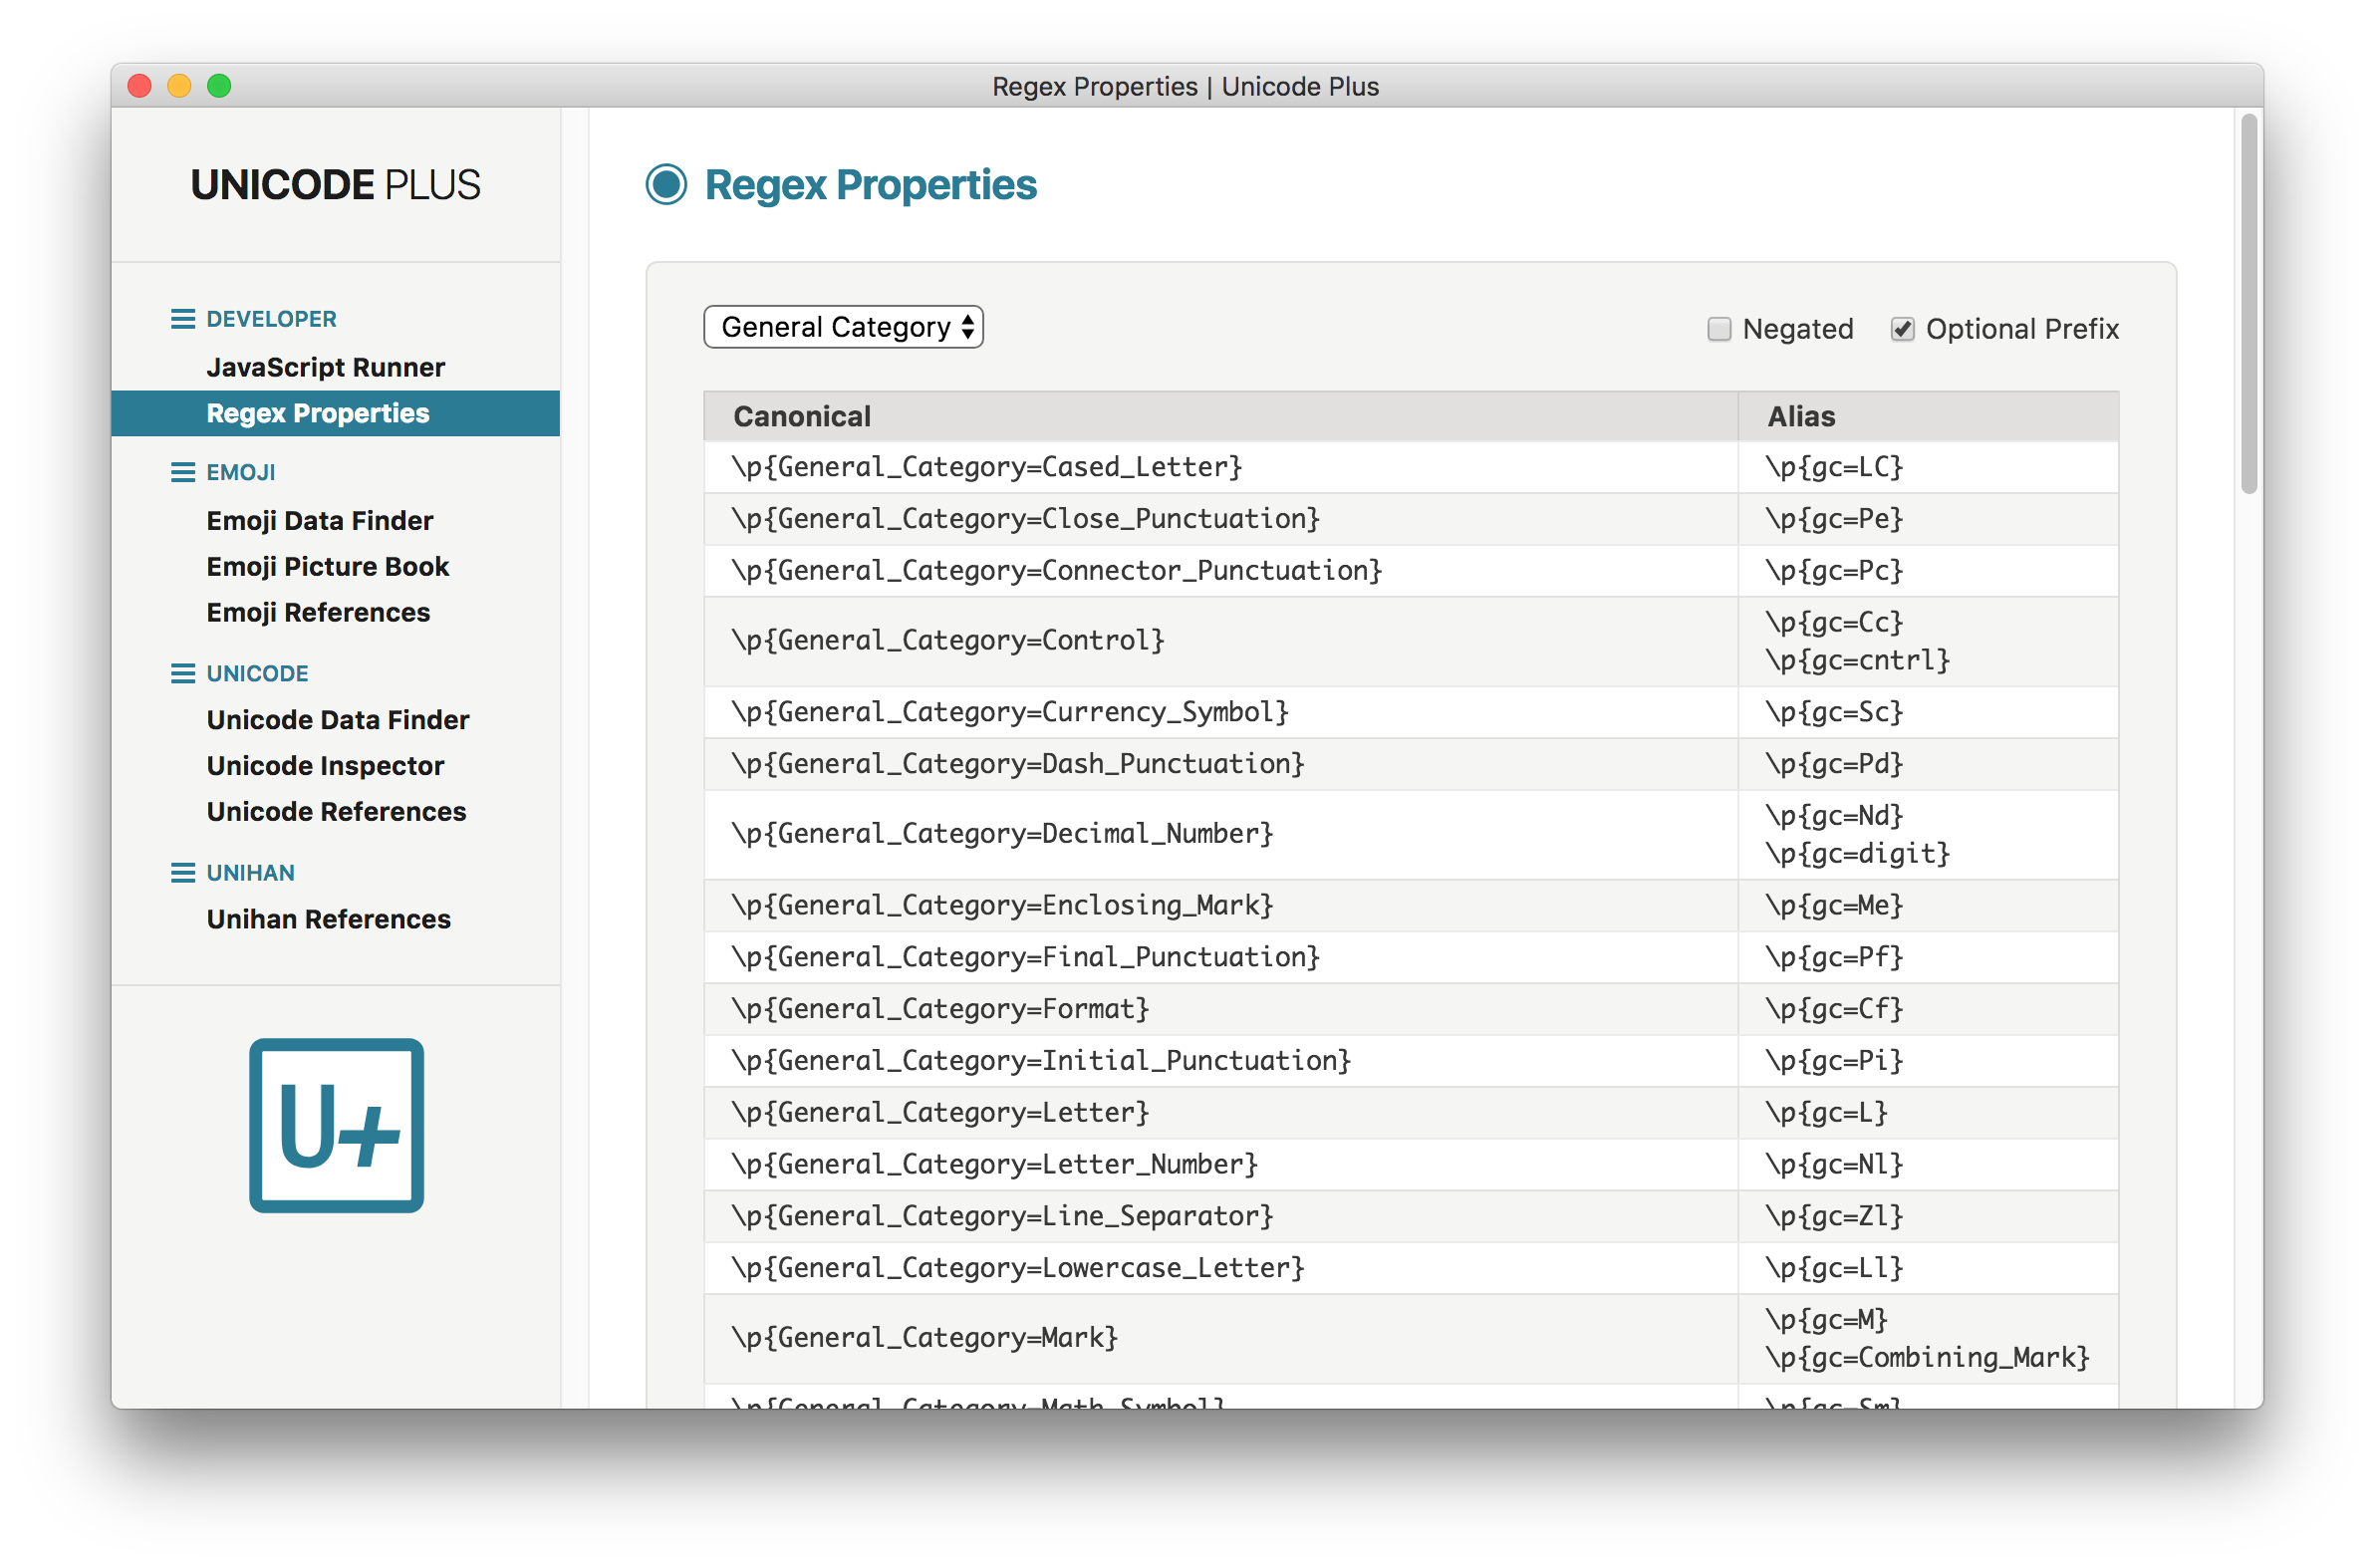 Regex Properties | Unicode Plus
UNICODE PLUS
DEVELOPER
JavaScript Runner
Regex Properties
EMOJI
Emoji Data Finder
Emoji Picture Book
Emoji References
UNICODE
Unicode Data Finder
Unicode Inspector
Unicode References
UNIHAN
Unihan References
U+
Regex Properties
General Category
Negated
Optional Prefix
Canonical Alias
\p{General_Category=Cased_Letter} \p{gc=LC}
\p{General_Category=Close_Punctuation} \p{gc=Pe}
\p{General_Category=Connector_Punctuation} \p{gc=Pc}
\p{General_Category=Control} \p{gc=Cc}
\p{gc=cntrl}
\p{General_Category=Currency_Symbol} \p{gc=Sc}
\p{General_Category=Dash_Punctuation} \p{gc=Pd}
\p{General_Category=Decimal_Number} \p{gc=Nd}
\p{gc=digit}
\p{General_Category=Enclosing_Mark} \p{gc=Me}
\p{General_Category=Final_Punctuation} \p{gc=Pf}
\p{General_Category=Format} \p{gc=Cf}
\p{General_Category=Initial_Punctuation} \p{gc=Pi}
\p{General_Category=Letter} \p{gc=L}
\p{General_Category=Letter_Number} \p{gc=Nl}
\p{General_Category=Line_Separator} \p{gc=Zl}
\p{General_Category=Lowercase_Letter} \p{gc=Ll}
\p{General_Category=Mark} \p{gc=M}
\p{gc=Combining_Mark}
\p{General_Category=Math_Symbol} \p{gc=Sm}